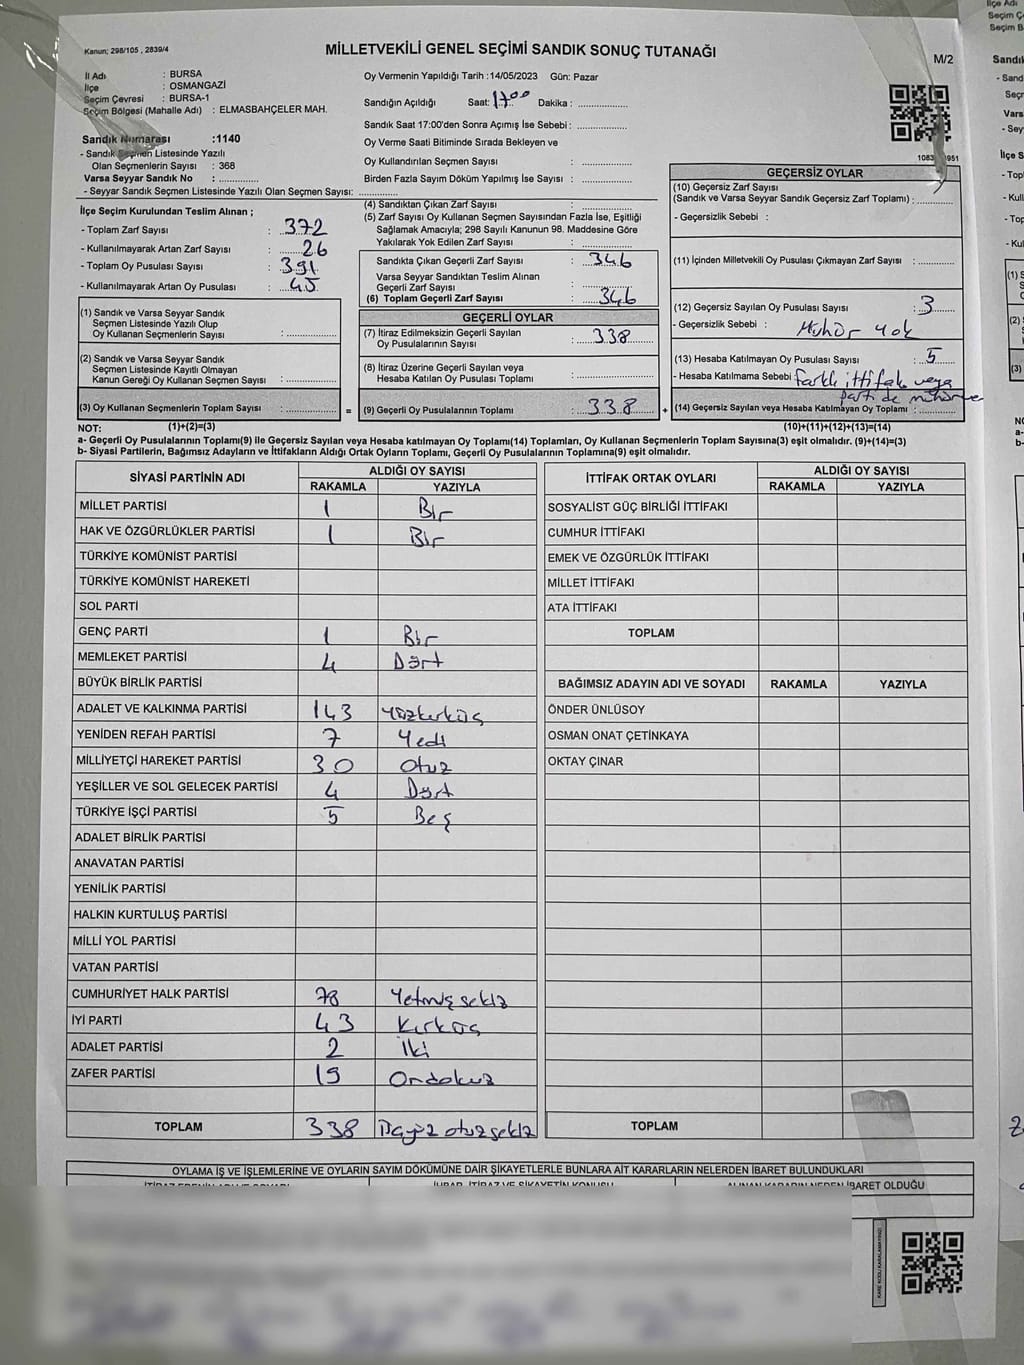 Kanun; 298/105 , 2839/4
MİLLETVEKİLİ GENEL SEÇİMİ SANDIK SONUÇ TUTANAĞI
M/2
İl Adı : BURSA
İlçe : OSMANGAZİ
Seçim Çevresi : BURSA-1
Seçim Bölgesi (Mahalle Adı) : ELMASBAHÇELER MAH.
Sandık Numarası :1140
- Sandık Seçmen Listesinde Yazılı
Olan Seçmenlerin Sayısı : 368
Varsa Seyyar Sandık No : ..............
- Seyyar Sandık Seçmen Listesinde Yazılı Olan Seçmen Sayısı: ..............
Oy Vermenin Yapıldığı Tarih :14/05/2023 Gün: Pazar
Sandığın Açıldığı Saat: 17.00 Dakika : ..............
Sandık Saat 17:00'den Sonra Açımış İse Sebebi : ..............
Oy Verme Saati Bitiminde Sırada Bekleyen ve
Oy Kullandırılan Seçmen Sayısı : ..............
Birden Fazla Sayım Döküm Yapılmış İse Sayısı : ..............
İlçe Seçim Kurulundan Teslim Alınan ;
- Toplam Zarf Sayısı : 372
- Kullanılmayarak Artan Zarf Sayısı : 26
- Toplam Oy Pusulası Sayısı : 391
- Kullanılmayarak Artan Oy Pusulası : 45
(1) Sandık ve Varsa Seyyar Sandık
Seçmen Listesinde Yazılı Olup
Oy Kullanan Seçmenlerin Sayısı : ..............
(2) Sandık ve Varsa Seyyar Sandık
Seçmen Listesinde Kayıtlı Olmayan
Kanun Gereği Oy Kullanan Seçmen Sayısı : ..............
(3) Oy Kullanan Seçmenlerin Toplam Sayısı : .............. =
(4) Sandıktan Çıkan Zarf Sayısı : ..............
(5) Zarf Sayısı Oy Kullanan Seçmen Sayısından Fazla İse, Eşitliği
Sağlamak Amacıyla; 298 Sayılı Kanunun 98. Maddesine Göre
Yakılarak Yok Edilen Zarf Sayısı : ..............
Sandıkta Çıkan Geçerli Zarf Sayısı : 346
Varsa Seyyar Sandıktan Teslim Alınan
Geçerli Zarf Sayısı : ..............
(6) Toplam Geçerli Zarf Sayısı : 346
GEÇERLİ OYLAR
(7) İtiraz Edilmeksizin Geçerli Sayılan
Oy Pusulalarının Sayısı : 338
(8) İtiraz Üzerine Geçerli Sayılan veya
Hesaba Katılan Oy Pusulası Toplamı : ..............
(9) Geçerli Oy Pusulalarının Toplamı : 338 +
1083 951
GEÇERSİZ OYLAR
(10) Geçersiz Zarf Sayısı
(Sandık ve Varsa Seyyar Sandık Geçersiz Zarf Toplamı) : ..............
- Geçersizlik Sebebi :
(11) İçinden Milletvekili Oy Pusulası Çıkmayan Zarf Sayısı : ..............
(12) Geçersiz Sayılan Oy Pusulası Sayısı : 3
- Geçersizlik Sebebi : Mühür yok
(13) Hesaba Katılmayan Oy Pusulası Sayısı : 5
- Hesaba Katılmama Sebebi : farklı ittifak veya
parti de
(14) Geçersiz Sayılan veya Hesaba Katılmayan Oy Toplamı : ..............
NOT: (1)+(2)=(3) (10)+(11)+(12)+(13)=(14)
a- Geçerli Oy Pusulalarının Toplamı(9) ile Geçersiz Sayılan veya Hesaba katılmayan Oy Toplamı(14) Toplamları, Oy Kullanan Seçmenlerin Toplam Sayısına(3) eşit olmalıdır. (9)+(14)=(3)
b- Siyasi Partilerin, Bağımsız Adayların ve İttifakların Aldığı Ortak Oyların Toplamı, Geçerli Oy Pusulalarının Toplamına(9) eşit olmalıdır.
SİYASİ PARTİNİN ADI ALDIĞI OY SAYISI
RAKAMLA YAZIYLA
MİLLET PARTİSİ 1 Bir
HAK VE ÖZGÜRLÜKLER PARTİSİ 1 Bir
TÜRKİYE KOMÜNİST PARTİSİ
TÜRKİYE KOMÜNİST HAREKETİ
SOL PARTİ
GENÇ PARTİ 1 Bir
MEMLEKET PARTİSİ 4 Dört
BÜYÜK BİRLİK PARTİSİ
ADALET VE KALKINMA PARTİSİ 143 Yüzkırküç
YENİDEN REFAH PARTİSİ 7 Yedi
MİLLİYETÇİ HAREKET PARTİSİ 30 Otuz
YEŞİLLER VE SOL GELECEK PARTİSİ 4 Dört
TÜRKİYE İŞÇİ PARTİSİ 5 Beş
ADALET BİRLİK PARTİSİ
ANAVATAN PARTİSİ
YENİLİK PARTİSİ
HALKIN KURTULUŞ PARTİSİ
MİLLİ YOL PARTİSİ
VATAN PARTİSİ
CUMHURİYET HALK PARTİSİ 78 Yetmiş sekiz
İYİ PARTİ 43 Kırküç
ADALET PARTİSİ 2 İki
ZAFER PARTİSİ 19 Ondokuz
TOPLAM 338 Üçyüz otuzsekiz
İTTİFAK ORTAK OYLARI ALDIĞI OY SAYISI
RAKAMLA YAZIYLA
SOSYALİST GÜÇ BİRLİĞİ İTTİFAKI
CUMHUR İTTİFAKI
EMEK VE ÖZGÜRLÜK İTTİFAKI
MİLLET İTTİFAKI
ATA İTTİFAKI
TOPLAM
BAĞIMSIZ ADAYIN ADI VE SOYADI RAKAMLA YAZIYLA
ÖNDER ÜNLÜSOY
OSMAN ONAT ÇETİNKAYA
OKTAY ÇINAR
TOPLAM
OYLAMA İŞ VE İŞLEMLERİNE VE OYLARIN SAYIM DÖKÜMÜNE DAİR ŞİKAYETLERLE BUNLARA AİT KARARLARIN NELERDEN İBARET BULUNDUKLARI
İHBAR, İTİRAZ VE ŞİKAYETİN KONUSU ALINAN KARARIN NEDEN İBARET OLDUĞU
KARE KODU KARALAMAYINIZ!